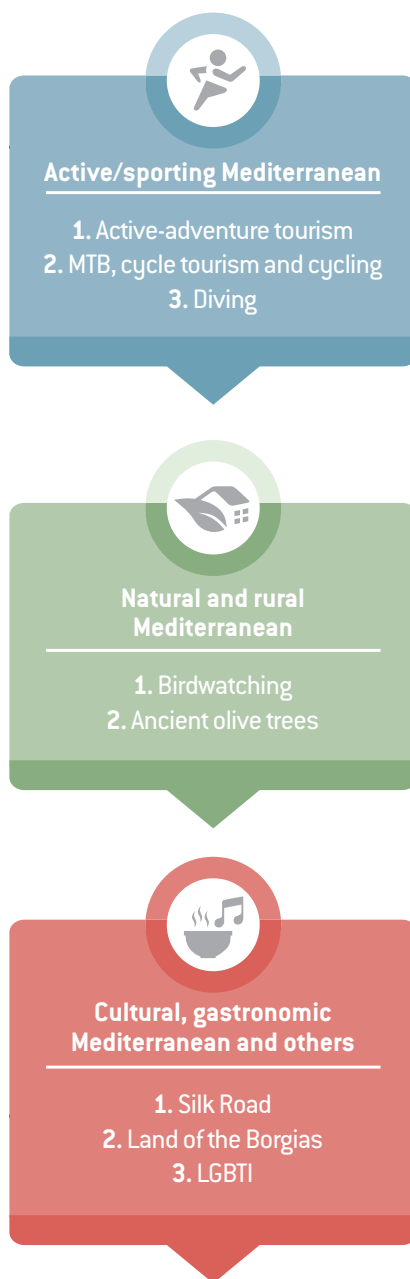 Active/sporting Mediterranean
1. Active-adventure tourism
2. MTB, cycle tourism and cycling
3. Diving
Natural and rural
Mediterranean
1. Birdwatching
2. Ancient olive trees
Cultural, gastronomic
Mediterranean and others
1. Silk Road
2. Land of the Borgias
3. LGBTI